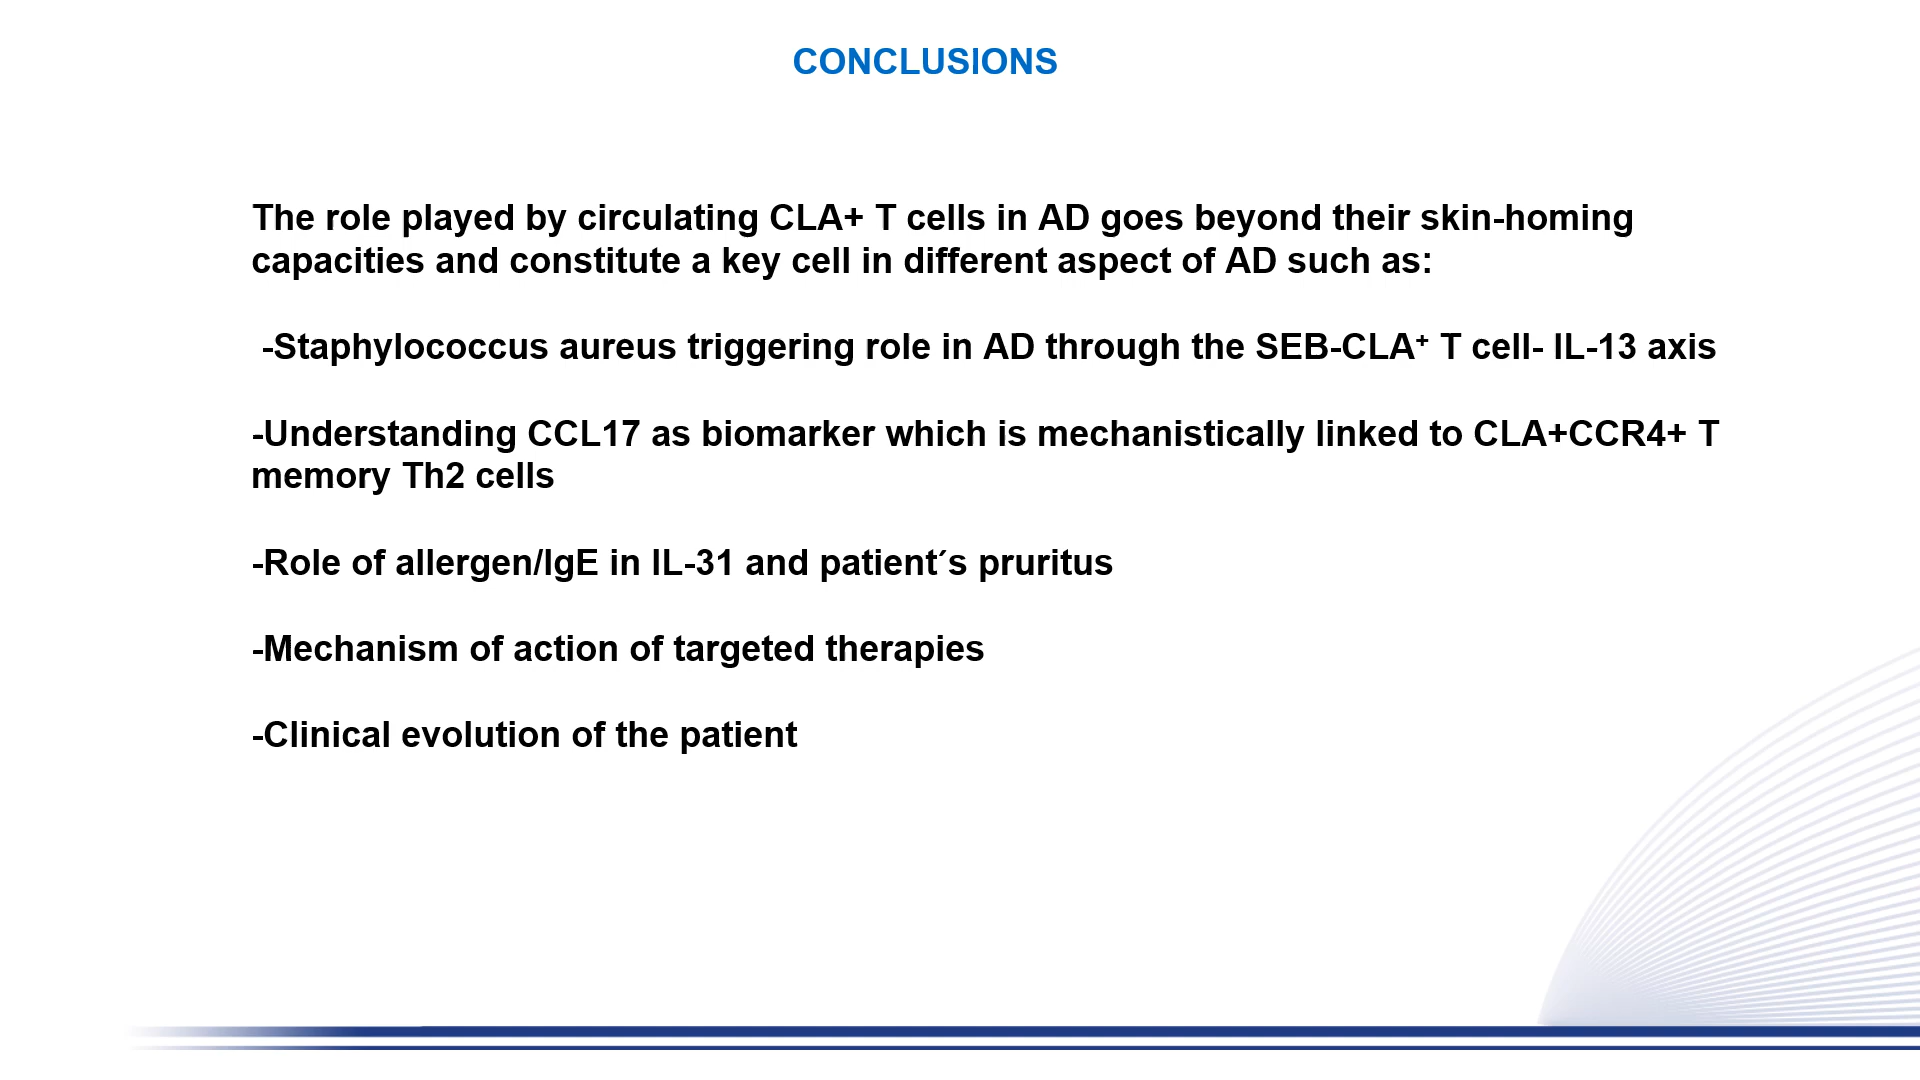 CONCLUSIONS
The role played by circulating CLA+ T cells in AD goes beyond their skin-homing
capacities and constitute a key cell in different aspect of AD such as:
-Staphylococcus aureus triggering role in AD through the SEB-CLA⁺ T cell- IL-13 axis
-Understanding CCL17 as biomarker which is mechanistically linked to CLA+CCR4+ T
memory Th2 cells
-Role of allergen/IgE in IL-31 and patient´s pruritus
-Mechanism of action of targeted therapies
-Clinical evolution of the patient